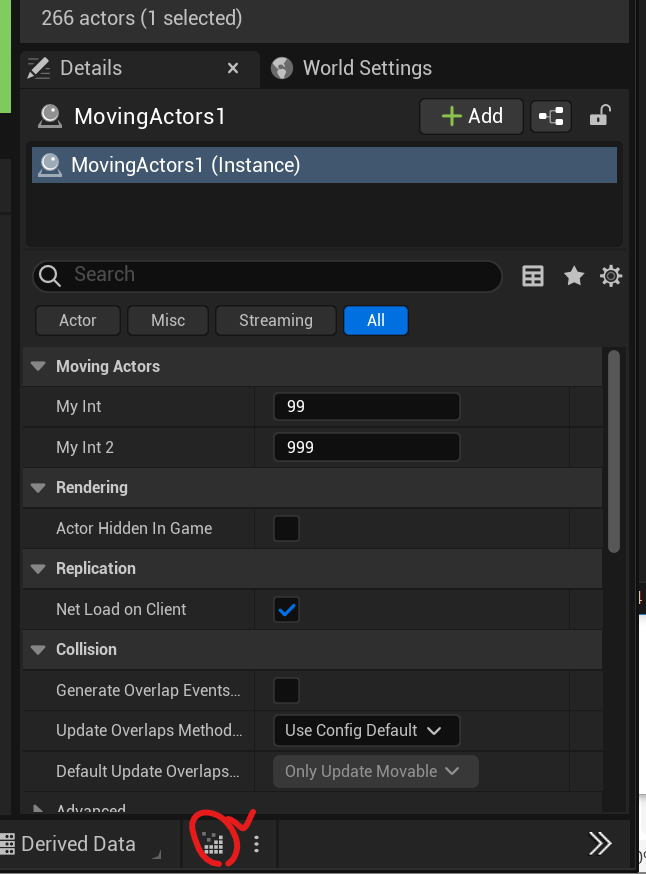 266 actors (1 selected)
Details
World Settings
MovingActors1
Add
MovingActors1 (Instance)
Search
Actor
Misc
Streaming
All
Moving Actors
My Int
99
My Int 2
999
Rendering
Actor Hidden In Game
Replication
Net Load on Client
Collision
Generate Overlap Events...
Update Overlaps Method...
Use Config Default
Default Update Overlaps...
Only Update Movable
Advanced
Derived Data